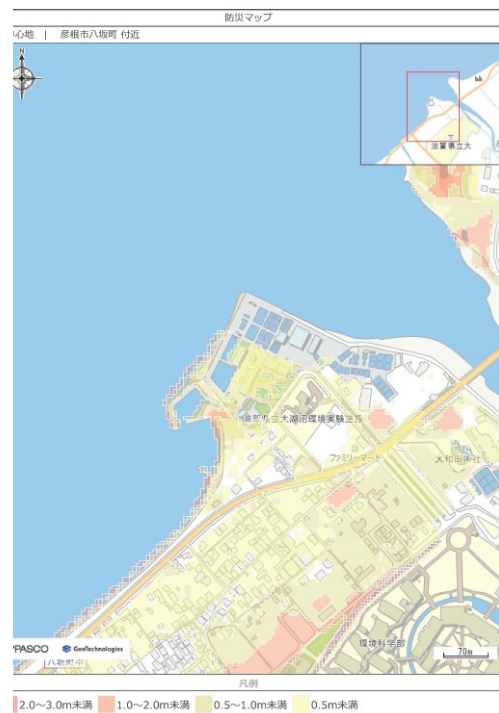 防災マップ
心地 | 彦根市八坂町 付近
N
滋賀県立大
滋賀県立大湖沼環境実験施設
ファミリーマート
大和田神社
環境科学部
PASCO GeoTechnologies
八坂町中
70m
凡例
2.0～3.0m未満 1.0～2.0m未満 0.5～1.0m未満 0.5m未満